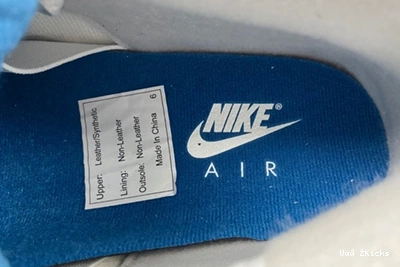 NIKE®
AIR
Upper: Leather/Synthetic
Lining: Non-Leather
Outsole: Non-Leather
Made In China 6